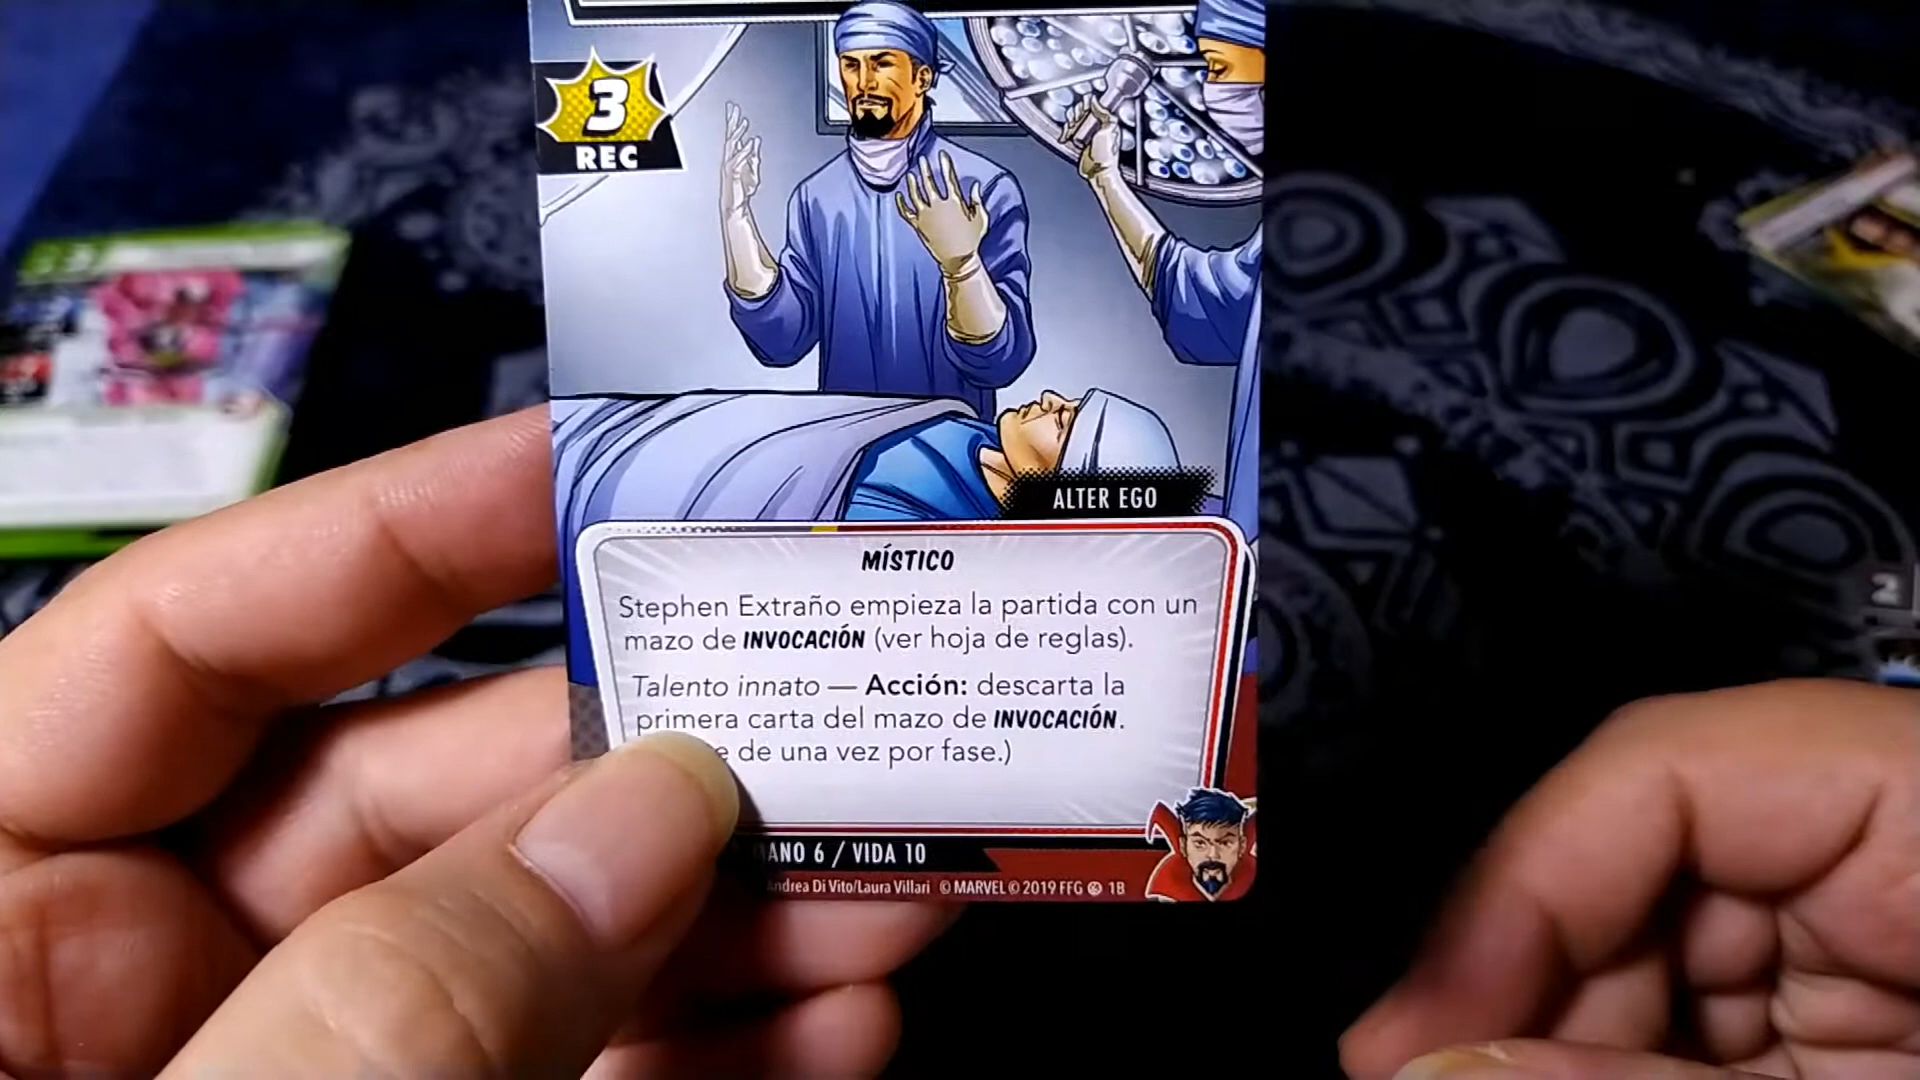 3
REC
ALTER EGO
MÍSTICO
Stephen Extraño empieza la partida con un
mazo de INVOCACIÓN (ver hoja de reglas).
Talento innato — Acción: descarta la
primera carta del mazo de INVOCACIÓN.
de una vez por fase.)
6 / VIDA 10
Andrea Di Vito/Laura Villari © MARVEL © 2019 FFG 1B
2